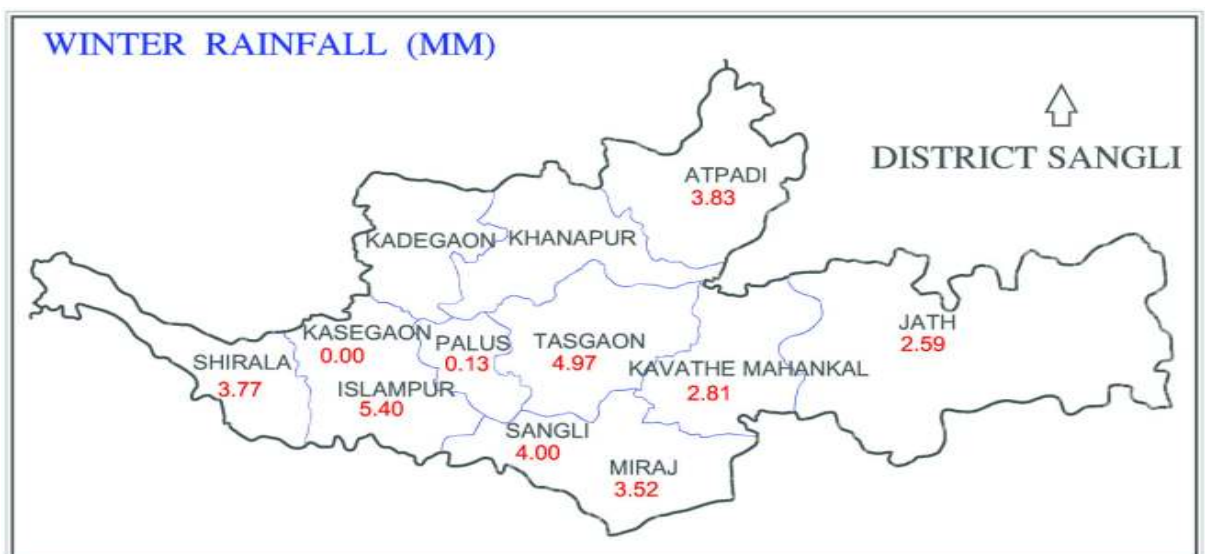 WINTER RAINFALL (MM)
DISTRICT SANGLI
ATPADI
3.83
KADEGAON
KHANAPUR
JATH
2.59
KASEGAON
0.00
PALUS
0.13
TASGAON
4.97
SHIRALA
3.77
KAVATHE MAHANKAL
2.81
ISLAMPUR
5.40
SANGLI
4.00
MIRAJ
3.52